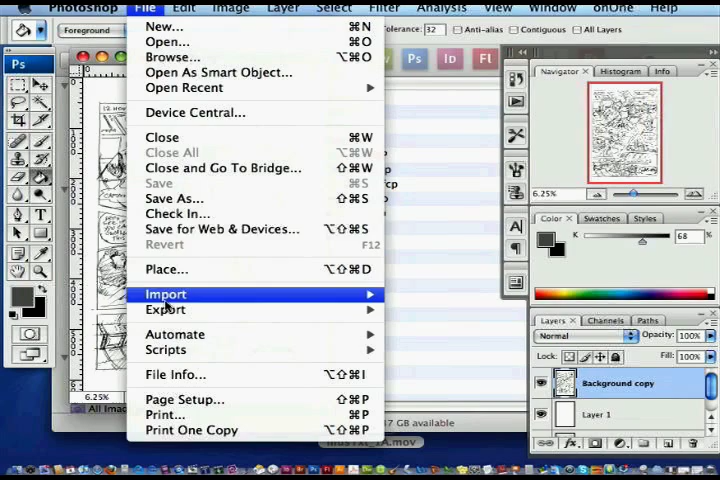 Photoshop File Edit Image Layer Select Filter Analysis View Window onOne Help
Foreground Tolerance: 32 Anti-alias Contiguous All Layers
Ps
New... ⌘N
Open... ⌘O
Browse... ⌥⌘O
Open As Smart Object...
Open Recent
Device Central...
Close ⌘W
Close All ⌥⌘W
Close and Go To Bridge... ⇧⌘W
Save ⌘S
Save As... ⇧⌘S
Check In...
Save for Web & Devices... ⌥⇧⌘S
Revert F12
Place... ⌥⇧⌘D
Import
Export
Automate
Scripts
File Info... ⌥⇧⌘I
Page Setup... ⇧⌘P
Print... ⌘P
Print One Copy ⌥⇧⌘P
Ps Id Fl
6.25%
GB available
Navigator Histogram Info
6.25%
Color Swatches Styles
K 68 %
Layers Channels Paths
Normal Opacity: 100%
Lock: Fill: 100%
Background copy
Layer 1